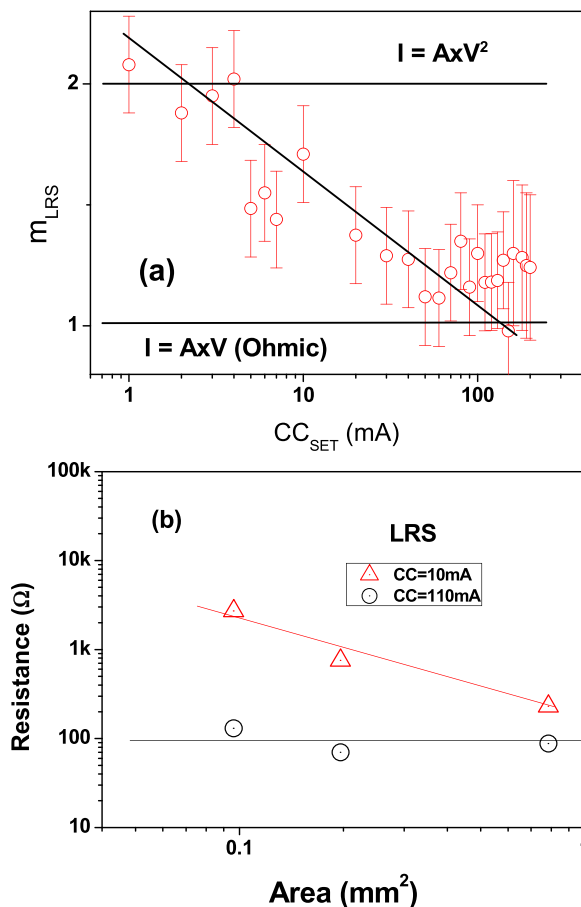 I = AxV²
2
m_LRS
(a)
1
I = AxV (Ohmic)
1 10 100
CC_SET (mA)
100k
(b)
LRS
10k
CC=10mA
CC=110mA
1k
Resistance (Ω)
100
10
0.1 1
Area (mm²)